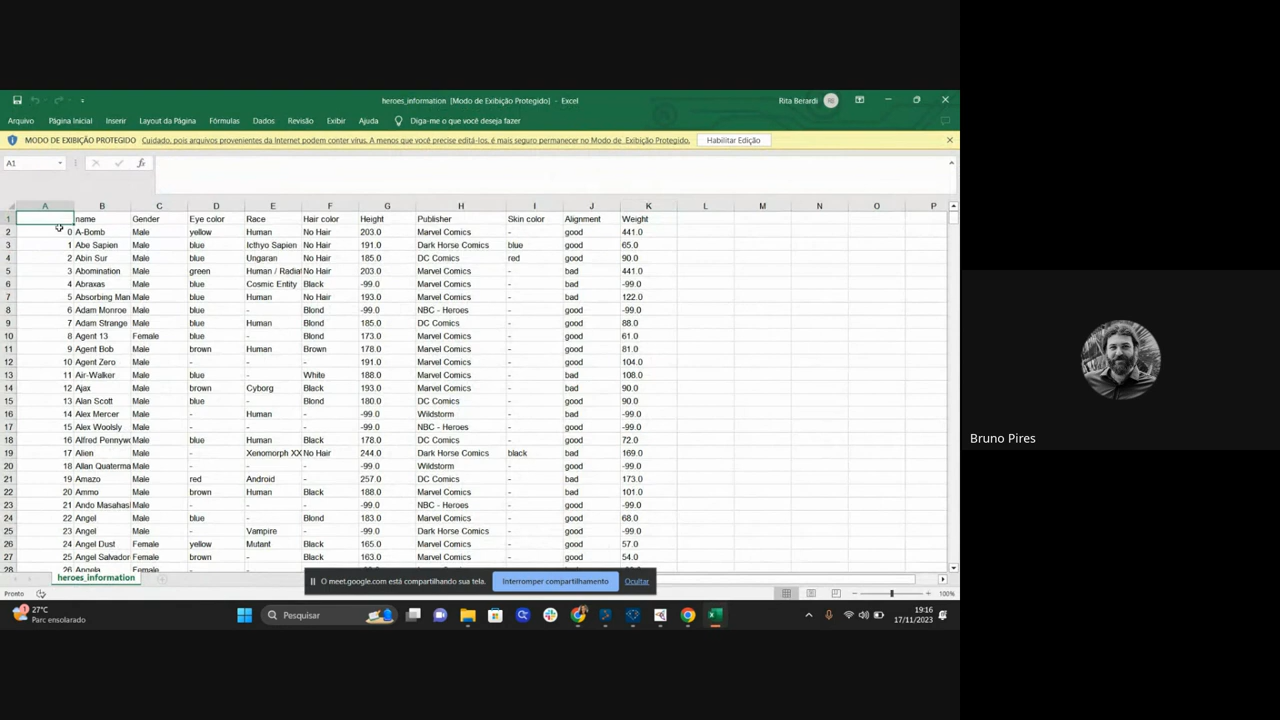 heroes_information [Modo de Exibição Protegido] - Excel
Rita Berardi
Arquivo Página Inicial Inserir Layout da Página Fórmulas Dados Revisão Exibir Ajuda Diga-me o que você deseja fazer
MODO DE EXIBIÇÃO PROTEGIDO Cuidado, pois arquivos provenientes da Internet podem conter vírus. A menos que você precise editá-los, é mais seguro permanecer no Modo de Exibição Protegido. Habilitar Edição
A1
A B C D E F G H I J K L M N O P
1 name Gender Eye color Race Hair color Height Publisher Skin color Alignment Weight
2 0 A-Bomb Male yellow Human No Hair 203.0 Marvel Comics - good 441.0
3 1 Abe Sapien Male blue Icthyo Sapien No Hair 191.0 Dark Horse Comics blue good 65.0
4 2 Abin Sur Male blue Ungaran No Hair 185.0 DC Comics red good 90.0
5 3 Abomination Male green Human / Radiat No Hair 203.0 Marvel Comics - bad 441.0
6 4 Abraxas Male blue Cosmic Entity Black -99.0 Marvel Comics - bad -99.0
7 5 Absorbing Man Male blue Human No Hair 193.0 Marvel Comics - bad 122.0
8 6 Adam Monroe Male blue - Blond -99.0 NBC - Heroes - good -99.0
9 7 Adam Strange Male blue Human Blond 185.0 DC Comics - good 88.0
10 8 Agent 13 Female blue - Blond 173.0 Marvel Comics - good 61.0
11 9 Agent Bob Male brown Human Brown 178.0 Marvel Comics - good 81.0
12 10 Agent Zero Male - - - 191.0 Marvel Comics - good 104.0
13 11 Air-Walker Male blue - White 188.0 Marvel Comics - bad 108.0
14 12 Ajax Male brown Cyborg Black 193.0 Marvel Comics - bad 90.0
15 13 Alan Scott Male blue - Blond 180.0 DC Comics - good 90.0
16 14 Alex Mercer Male - Human - -99.0 Wildstorm - bad -99.0
17 15 Alex Woolsly Male - - - -99.0 NBC - Heroes - good -99.0
18 16 Alfred Pennyw Male blue Human Black 178.0 DC Comics - good 72.0
19 17 Alien Male - Xenomorph XX No Hair 244.0 Dark Horse Comics black bad 169.0
20 18 Allan Quaterma Male - - - -99.0 Wildstorm - good -99.0
21 19 Amazo Male red Android - 257.0 DC Comics - bad 173.0
22 20 Ammo Male brown Human Black 188.0 Marvel Comics - bad 101.0
23 21 Ando Masahas Male - - - -99.0 NBC - Heroes - good -99.0
24 22 Angel Male blue - Blond 183.0 Marvel Comics - good 68.0
25 23 Angel Male - Vampire - -99.0 Dark Horse Comics - good -99.0
26 24 Angel Dust Female yellow Mutant Black 165.0 Marvel Comics - good 57.0
27 25 Angel Salvador Female brown - Black 163.0 Marvel Comics - good 54.0
28 26 Angela Female
heroes_information
O meet.google.com está compartilhando sua tela. Interromper compartilhamento Ocultar
Pronto
100%
1 27°C
Parc ensolarado
Pesquisar
19:16
17/11/2023
Bruno Pires